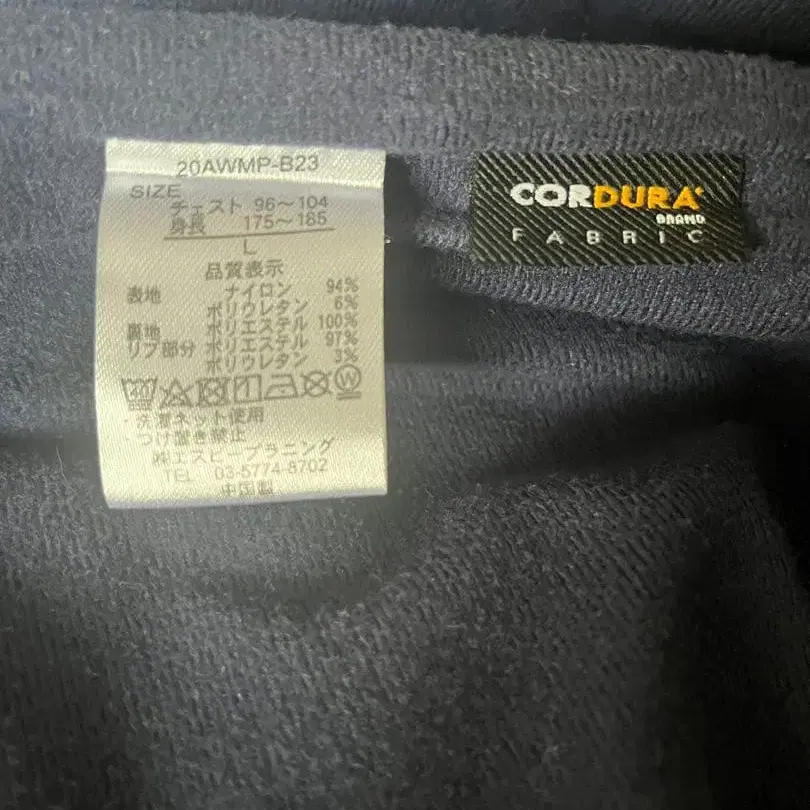 20AWMP-B23
SIZE
チェスト 96～104
身長 175～185
L
品質表示
表地 ナイロン 94%
ポリウレタン 6%
裏地 ポリエステル 100%
リブ部分 ポリエステル 97%
ポリウレタン 3%
・洗濯ネット使用
・つけ置き禁止
㈱エスピープラニング
TEL 03-5774-8702
中国製
CORDURA
BRAND
FABRIC